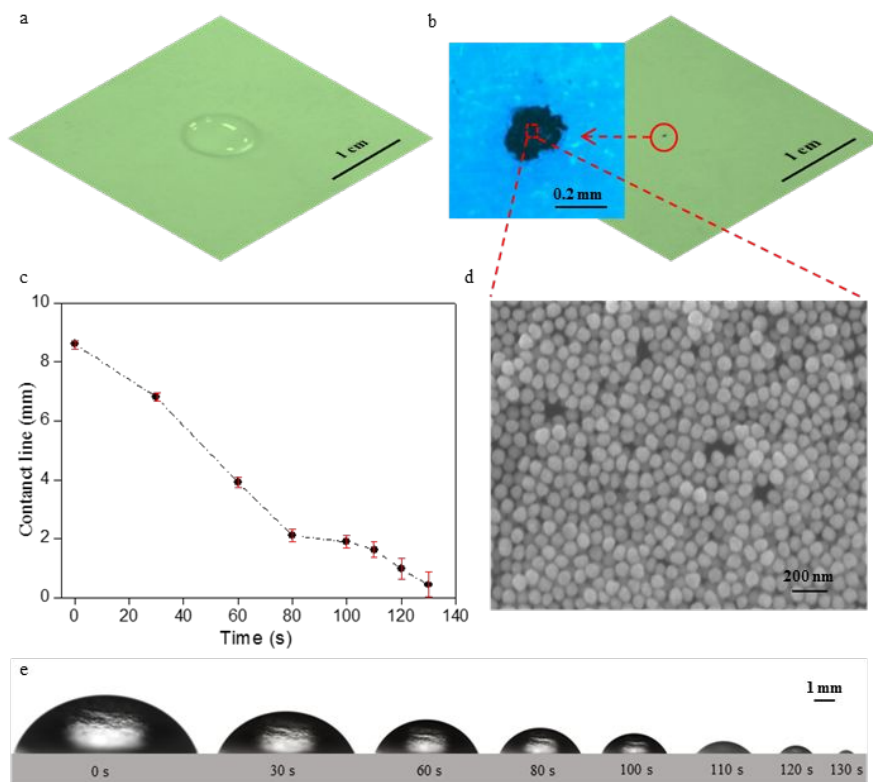 a
b
1 cm
0.2 mm
1 cm
c
d
10
8
6
4
2
0
Contanct line (mm)
0 20 40 60 80 100 120 140
Time (s)
200 nm
e
1 mm
0 s 30 s 60 s 80 s 100 s 110 s 120 s 130 s